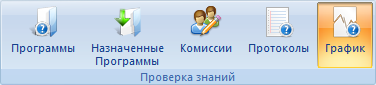 Программы
Назначенные
Программы
Комиссии
Протоколы
График
Проверка знаний